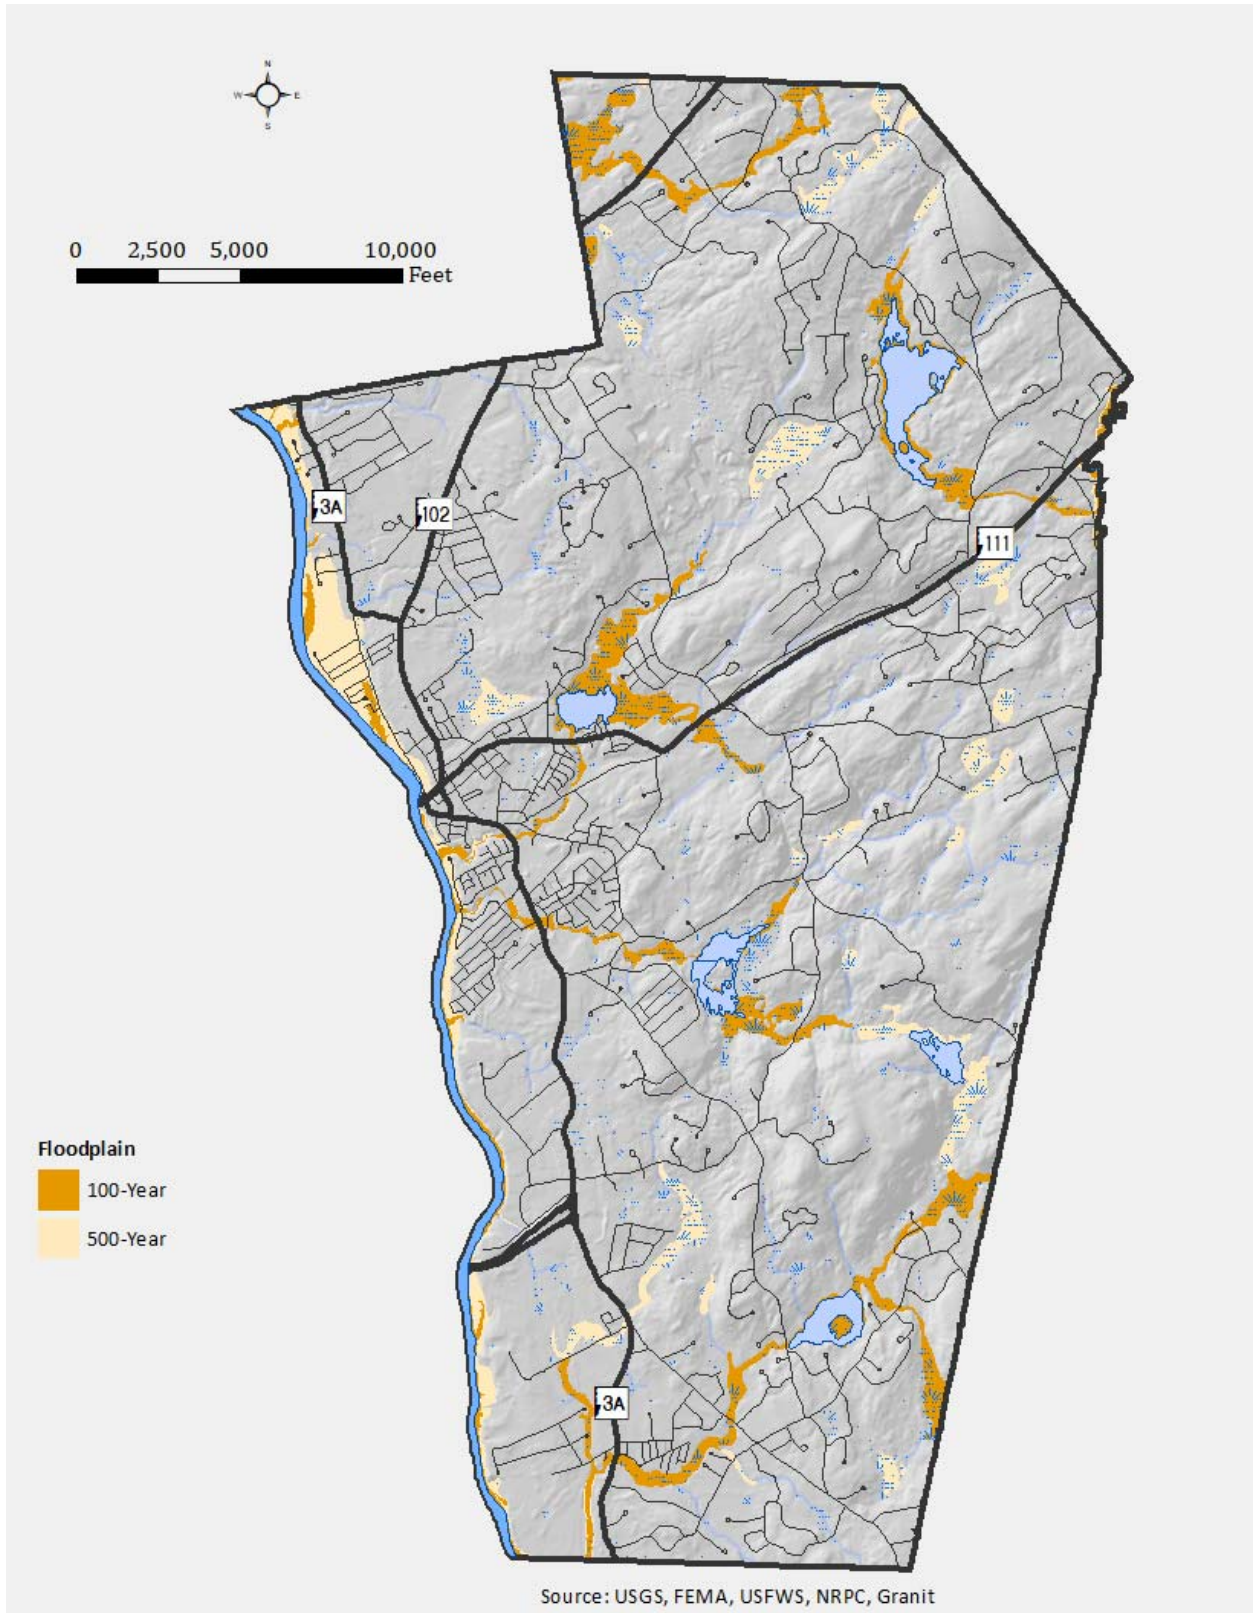 N
W E
S
0 2,500 5,000 10,000
Feet
3A
102
111
Floodplain
100-Year
500-Year
3A
Source: USGS, FEMA, USFWS, NRPC, Granit